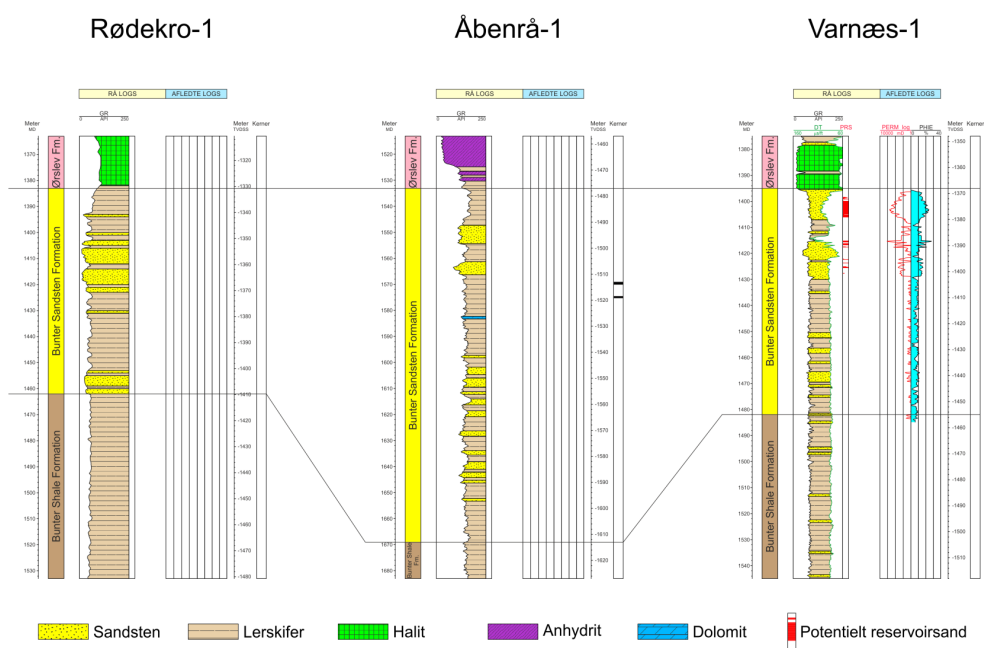 Rødekro-1
Åbenrå-1
Varnæs-1
RÅ LOGS AFLEDTE LOGS
RÅ LOGS AFLEDTE LOGS
RÅ LOGS AFLEDTE LOGS
GR
0 API 250
Meter
MD
Meter
TVDSS
Kerner
GR
0 API 250
Meter
MD
Meter
TVDSS
Kerner
GR
0 API 250
DT
PRS
PERM_log
PHIE
10000 mD
% 40
Meter
MD
Meter
TVDSS
Kerner
Ørslev Fm.
Bunter Sandsten Formation
Bunter Shale Formation
1370
1380
1390
1400
1410
1420
1430
1440
1450
1460
1470
1480
1490
1500
1510
1520
1530
-1320
-1330
-1340
-1350
-1360
-1370
-1380
-1390
-1400
-1410
-1420
-1430
-1440
-1450
-1460
-1470
-1480
Ørslev Fm.
Bunter Sandsten Formation
Bunter Shale
Fm.
1520
1530
1540
1550
1560
1570
1580
1590
1600
1610
1620
1630
1640
1650
1660
1670
1680
-1460
-1470
-1480
-1490
-1500
-1510
-1520
-1530
-1540
-1550
-1560
-1570
-1580
-1590
-1600
-1610
-1620
Ørslev Fm.
Bunter Sandsten Formation
Bunter Shale Formation
1380
1390
1400
1410
1420
1430
1440
1450
1460
1470
1480
1490
1500
1510
1520
1530
1540
-1350
-1360
-1370
-1380
-1390
-1400
-1410
-1420
-1430
-1440
-1450
-1460
-1470
-1480
-1490
-1500
-1510
Sandsten
Lerskifer
Halit
Anhydrit
Dolomit
Potentielt reservoirsand